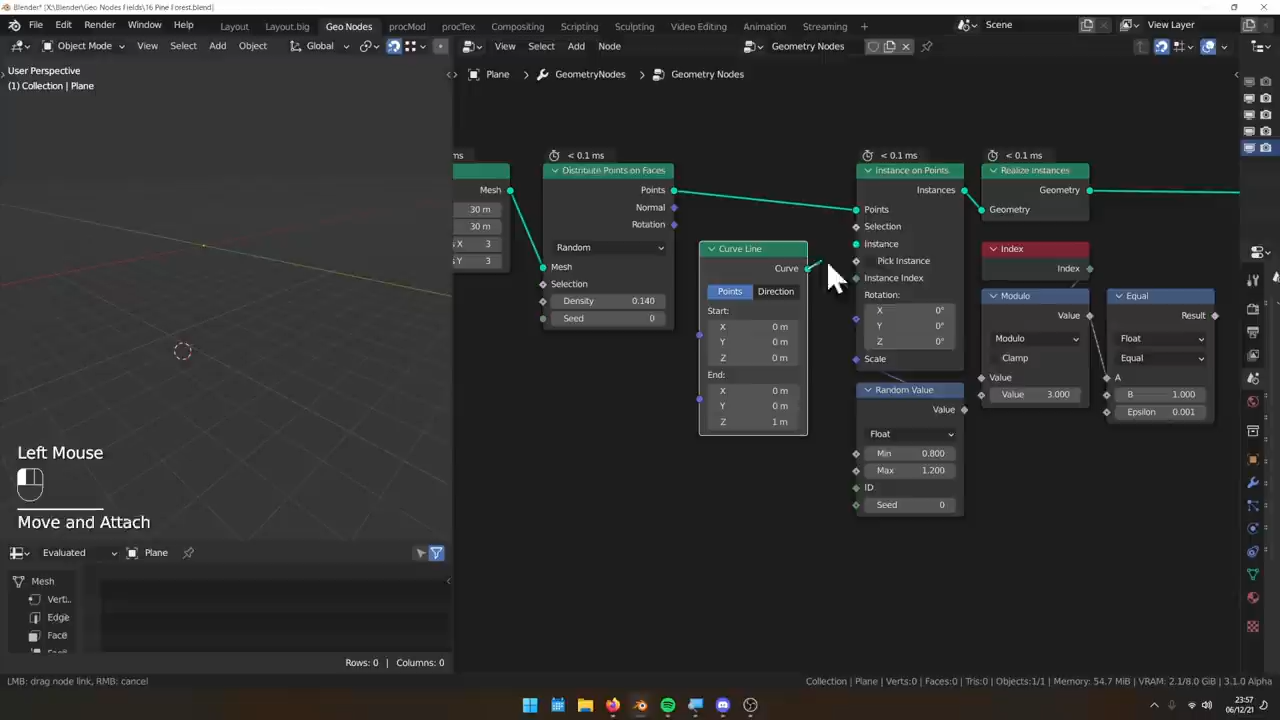 Blender* [X:\Blender\Geo Nodes Fields\16 Pine Forest.blend]
File Edit Render Window Help Layout Layout.big Geo Nodes procMod procTex Compositing Scripting Sculpting Video Editing Animation Streaming + Scene View Layer
Object Mode View Select Add Object Global View Select Add Node Geometry Nodes
User Perspective
(1) Collection | Plane
Plane > GeometryNodes > Geometry Nodes
ms
< 0.1 ms
< 0.1 ms
< 0.1 ms
Mesh
30 m
30 m
X 3
Y 3
Distribute Points on Faces
Points
Normal
Rotation
Random
Mesh
Selection
Density 0.140
Seed 0
Curve Line
Curve
Points Direction
Start:
X 0 m
Y 0 m
Z 0 m
End:
X 0 m
Y 0 m
Z 1 m
Instance on Points
Instances
Points
Selection
Instance
Pick Instance
Instance Index
Rotation:
X 0°
Y 0°
Z 0°
Scale
Random Value
Value
Float
Min 0.800
Max 1.200
ID
Seed 0
Realize Instances
Geometry
Geometry
Index
Index
Modulo
Value
Modulo
Clamp
Value
Value 3.000
Equal
Result
Float
Equal
A
B 1.000
Epsilon 0.001
Left Mouse
Move and Attach
Evaluated Plane
Mesh
Vert..
Edge
Face
Rows: 0 | Columns: 0
LMB: drag node link, RMB: cancel
Collection | Plane | Verts:0 | Faces:0 | Tris:0 | Objects:1/1 | Memory: 54.7 MiB | VRAM: 2.1/8.0 GiB | 3.1.0 Alpha
23:57
06/12/21